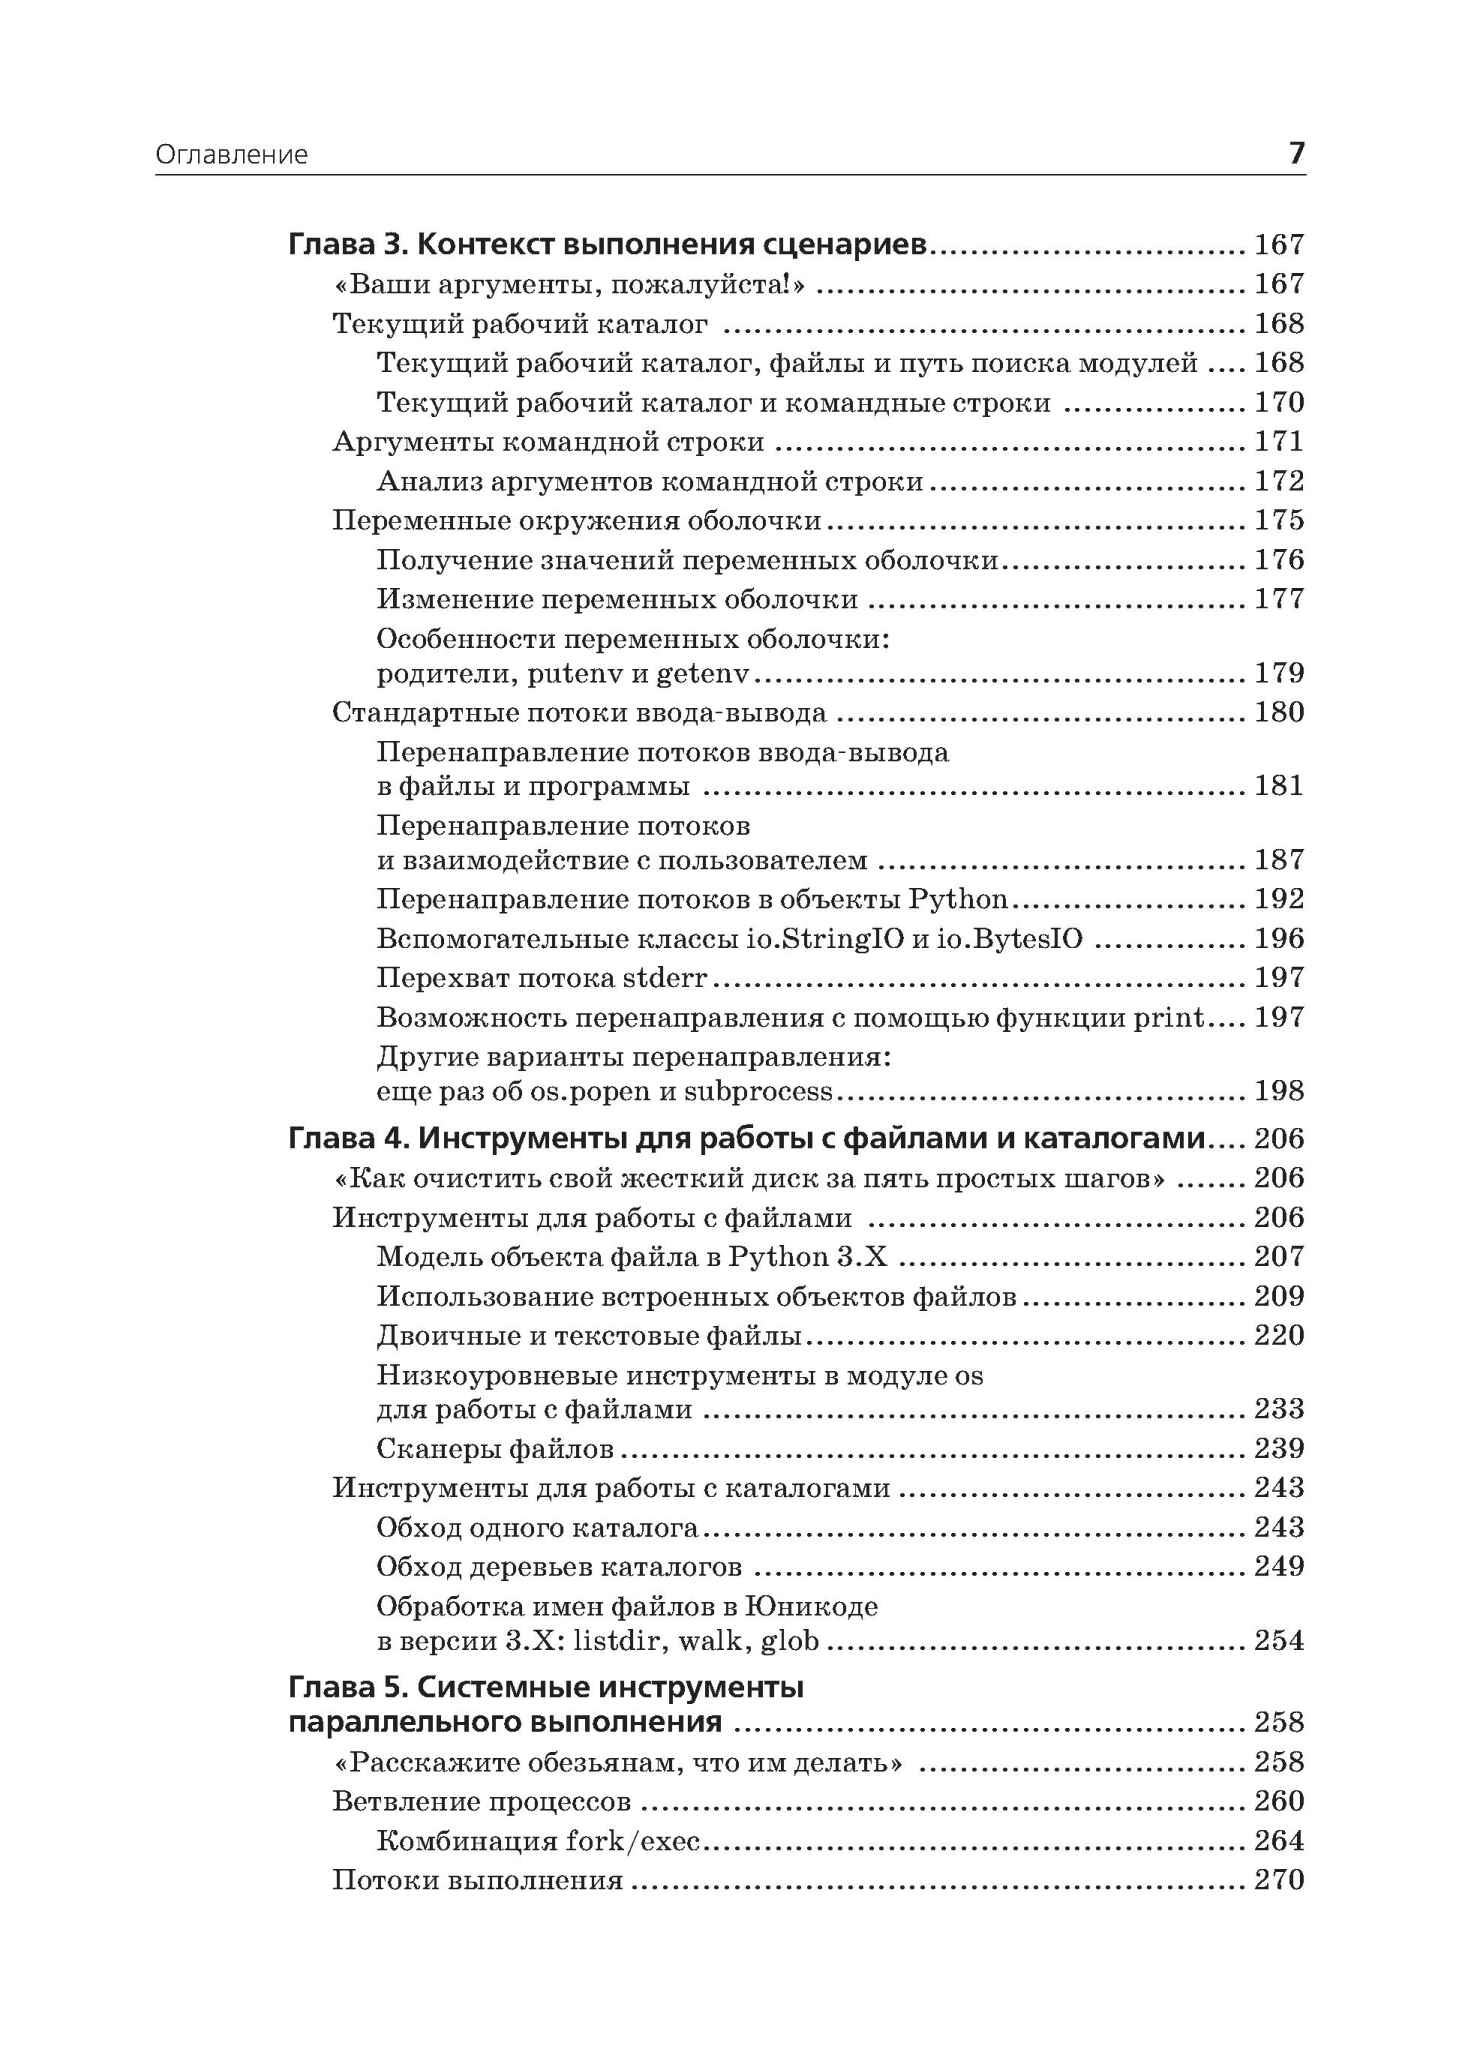 Оглавление 7
Глава 3. Контекст выполнения сценариев.............................. 167
«Ваши аргументы, пожалуйста!» ......................................... 167
Текущий рабочий каталог .................................................. 168
Текущий рабочий каталог, файлы и путь поиска модулей .... 168
Текущий рабочий каталог и командные строки .................. 170
Аргументы командной строки ............................................. 171
Анализ аргументов командной строки............................... 172
Переменные окружения оболочки........................................ 175
Получение значений переменных оболочки........................ 176
Изменение переменных оболочки ..................................... 177
Особенности переменных оболочки:
родители, putenv и getenv................................................ 179
Стандартные потоки ввода-вывода ........................................ 180
Перенаправление потоков ввода-вывода
в файлы и программы ..................................................... 181
Перенаправление потоков
и взаимодействие с пользователем .................................... 187
Перенаправление потоков в объекты Python....................... 192
Вспомогательные классы io.StringIO и io.BytesIO ............... 196
Перехват потока stderr.................................................... 197
Возможность перенаправления с помощью функции print.... 197
Другие варианты перенаправления:
еще раз об os.popen и subprocess........................................ 198
Глава 4. Инструменты для работы с файлами и каталогами.... 206
«Как очистить свой жесткий диск за пять простых шагов» ....... 206
Инструменты для работы с файлами ..................................... 206
Модель объекта файла в Python 3.X .................................. 207
Использование встроенных объектов файлов...................... 209
Двоичные и текстовые файлы........................................... 220
Низкоуровневые инструменты в модуле os
для работы с файлами ..................................................... 233
Сканеры файлов............................................................. 239
Инструменты для работы с каталогами .................................. 243
Обход одного каталога..................................................... 243
Обход деревьев каталогов ................................................ 249
Обработка имен файлов в Юникоде
в версии 3.X: listdir, walk, glob ......................................... 254
Глава 5. Системные инструменты
параллельного выполнения .................................................. 258
«Расскажите обезьянам, что им делать» ................................ 258
Ветвление процессов ........................................................... 260
Комбинация fork/exec..................................................... 264
Потоки выполнения ............................................................ 270